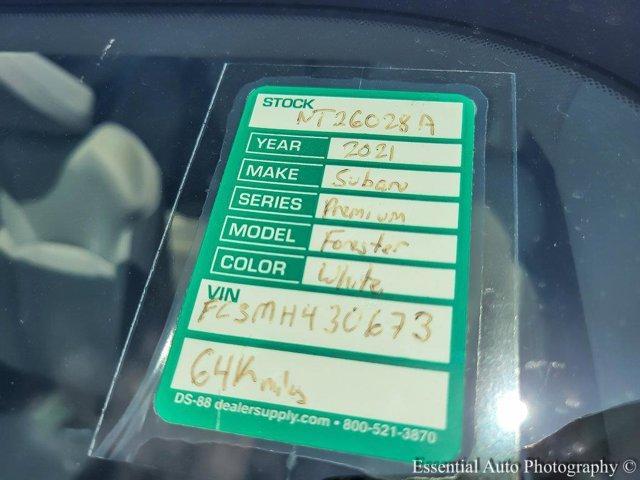 STOCK NT26028A
YEAR 2021
MAKE Subaru
SERIES Premium
MODEL Forester
COLOR White
VIN
FC3MH430673
64K miles
DS-88 dealersupply.com • 800-521-3870
Essential Auto Photography ©